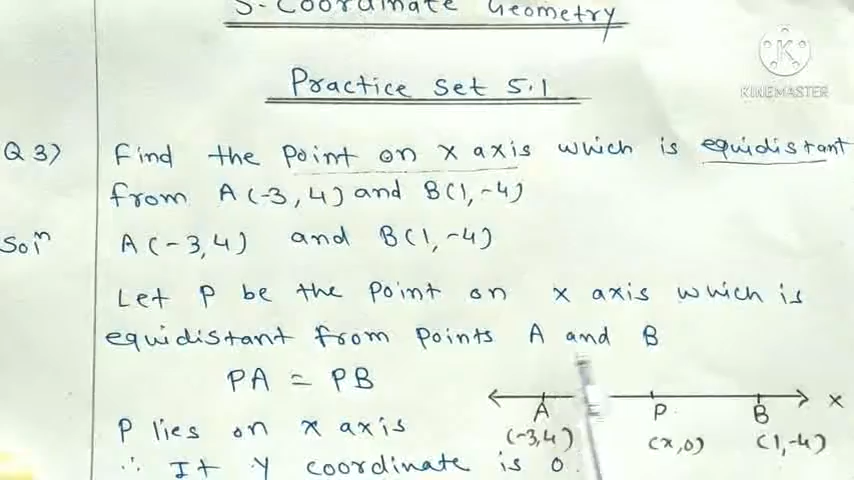 5-Coordinate Geometry
K
KINEMASTER
Practice Set 5.1
Q 3) Find the point on x axis which is equidistant
from A(-3,4) and B(1,-4)
Solⁿ A(-3,4) and B(1,-4)
Let P be the point on x axis which is
equidistant from points A and B
PA = PB
P lies on x axis
∴ It y coordinate is 0.
A P B X
(-3,4) (x,0) (1,-4)